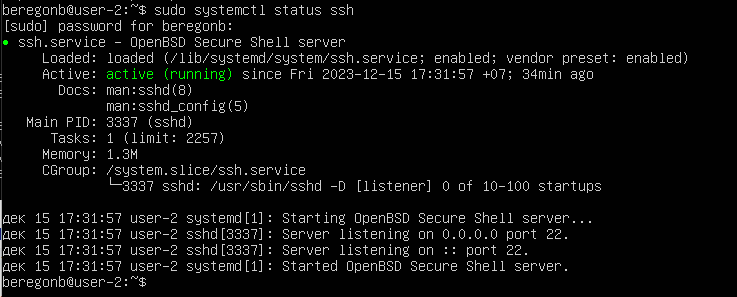 beregonb@user-2:~$ sudo systemctl status ssh
[sudo] password for beregonb:
● ssh.service – OpenBSD Secure Shell server
Loaded: loaded (/lib/systemd/system/ssh.service; enabled; vendor preset: enabled)
Active: active (running) since Fri 2023-12-15 17:31:57 +07; 34min ago
Docs: man:sshd(8)
man:sshd_config(5)
Main PID: 3337 (sshd)
Tasks: 1 (limit: 2257)
Memory: 1.3M
CGroup: /system.slice/ssh.service
└─3337 sshd: /usr/sbin/sshd -D [listener] 0 of 10-100 startups
дек 15 17:31:57 user-2 systemd[1]: Starting OpenBSD Secure Shell server...
дек 15 17:31:57 user-2 sshd[3337]: Server listening on 0.0.0.0 port 22.
дек 15 17:31:57 user-2 sshd[3337]: Server listening on :: port 22.
дек 15 17:31:57 user-2 systemd[1]: Started OpenBSD Secure Shell server.
beregonb@user-2:~$